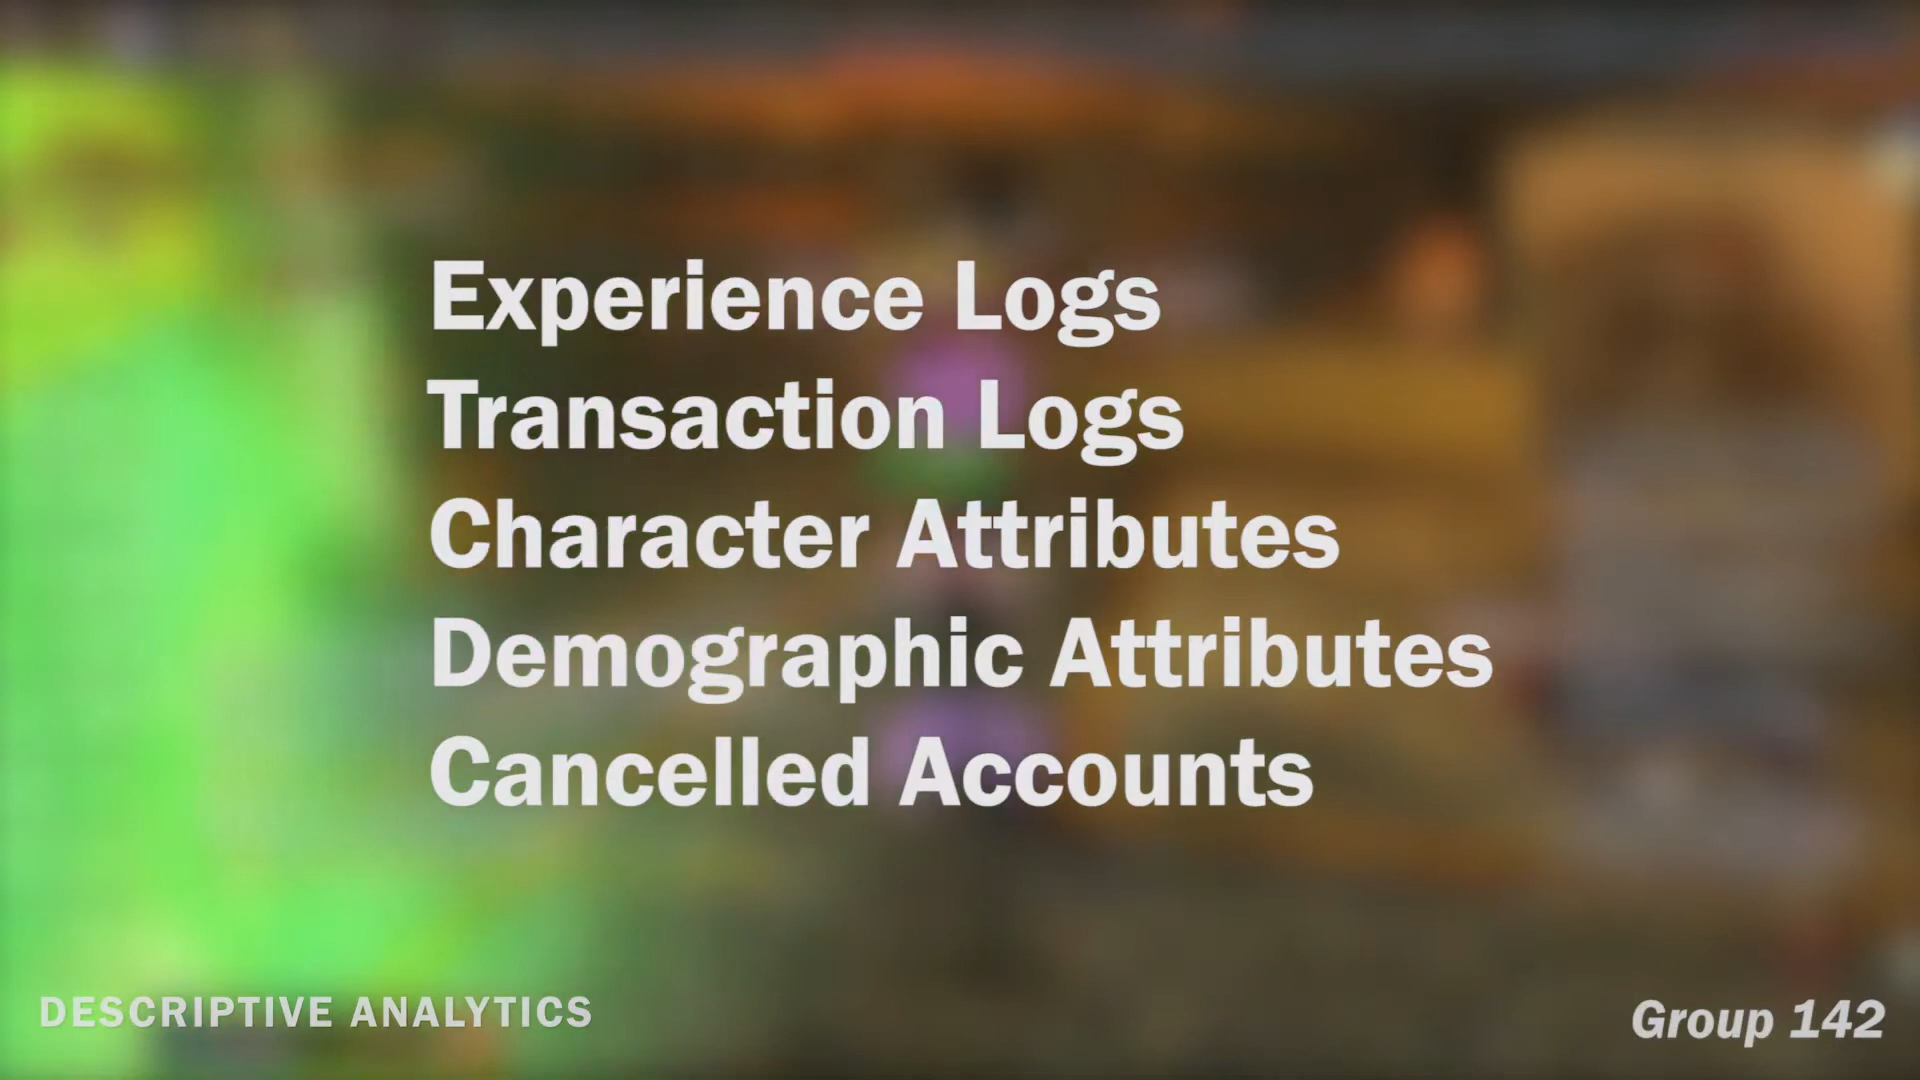 Experience Logs
Transaction Logs
Character Attributes
Demographic Attributes
Cancelled Accounts
DESCRIPTIVE ANALYTICS
Group 142